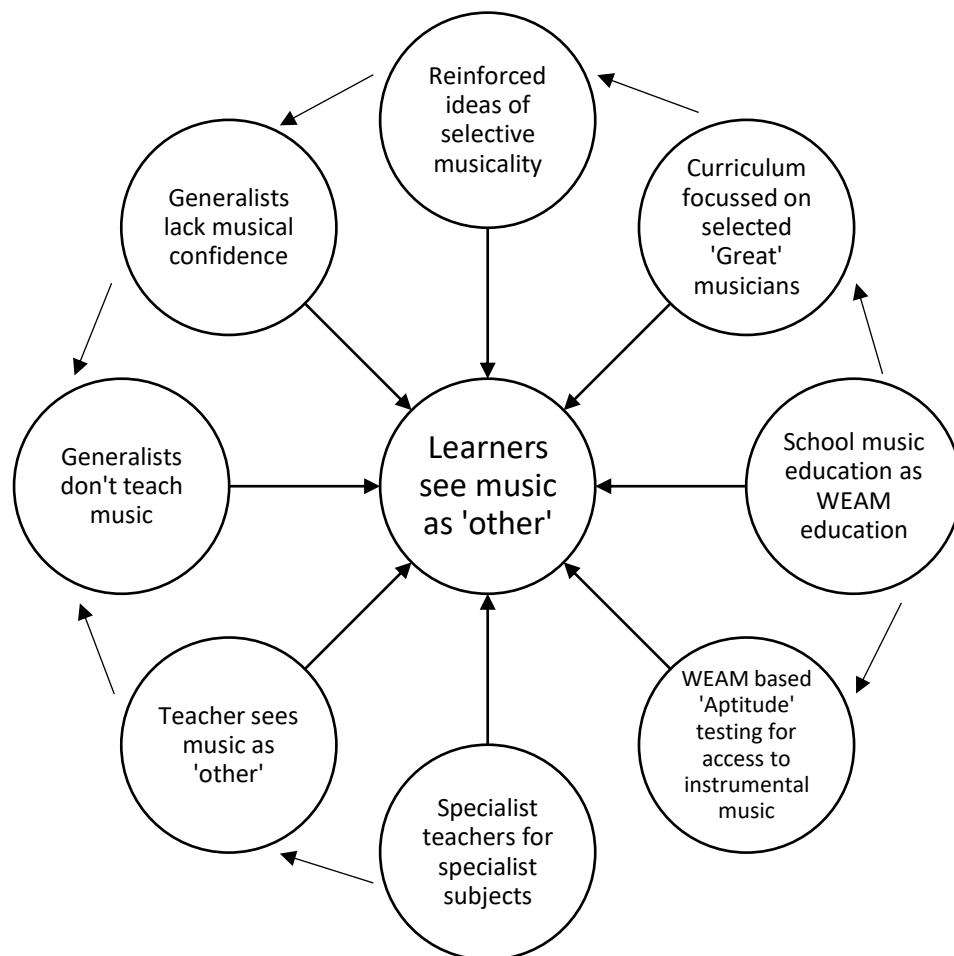 Reinforced
ideas of
selective
musicality
Curriculum
focussed on
selected
'Great'
musicians
School music
education as
WEAM
education
WEAM based
'Aptitude'
testing for
access to
instrumental
music
Specialist
teachers for
specialist
subjects
Teacher sees
music as
'other'
Generalists
don't teach
music
Generalists
lack musical
confidence
Learners
see music
as 'other'